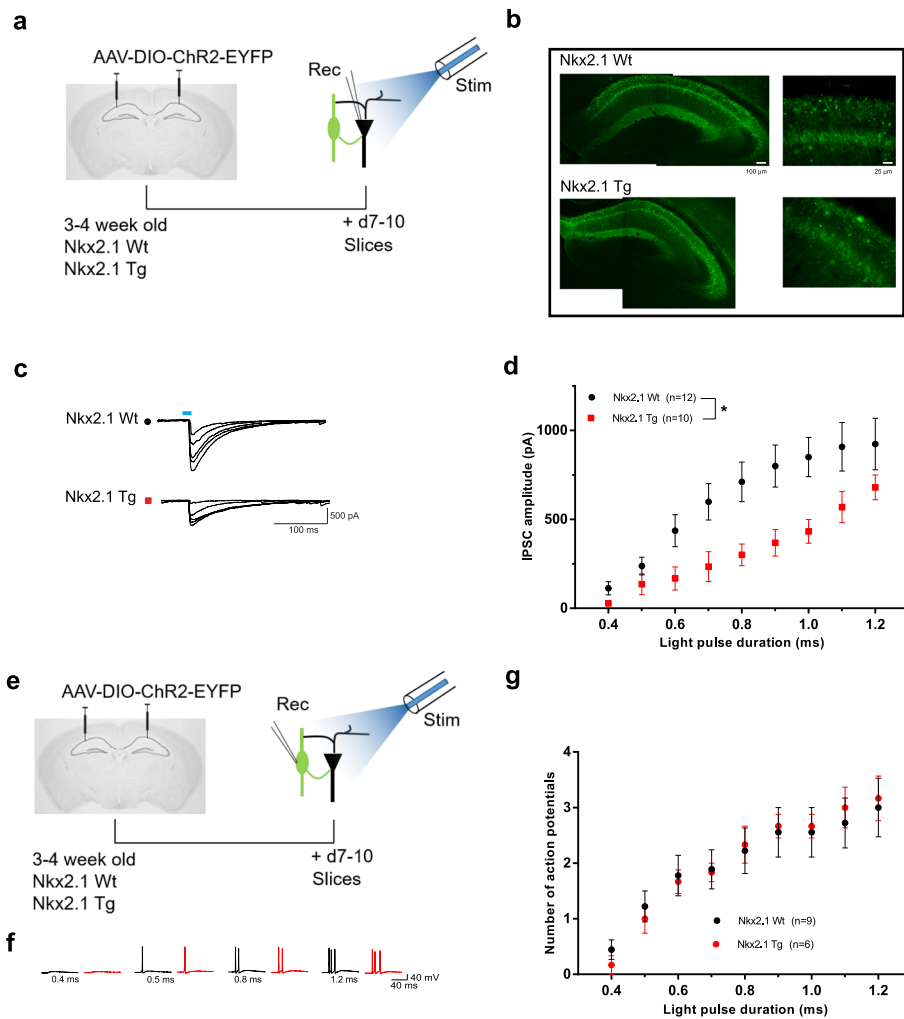 a
AAV-DIO-ChR2-EYFP
Rec
Stim
3-4 week old
Nkx2.1 Wt
Nkx2.1 Tg
+ d7-10
Slices
b
Nkx2.1 Wt
100 µm
25 µm
Nkx2.1 Tg
c
Nkx2.1 Wt
Nkx2.1 Tg
500 pA
100 ms
d
Nkx2.1 Wt (n=12)
Nkx2.1 Tg (n=10)
*
IPSC amplitude (pA)
1000
500
0
0.4 0.6 0.8 1.0 1.2
Light pulse duration (ms)
e
AAV-DIO-ChR2-EYFP
Rec
Stim
3-4 week old
Nkx2.1 Wt
Nkx2.1 Tg
+ d7-10
Slices
f
0.4 ms
0.5 ms
0.8 ms
1.2 ms
40 mV
40 ms
g
Number of action potentials
4
3
2
1
0
Nkx2.1 Wt (n=9)
Nkx2.1 Tg (n=6)
0.4 0.6 0.8 1.0 1.2
Light pulse duration (ms)